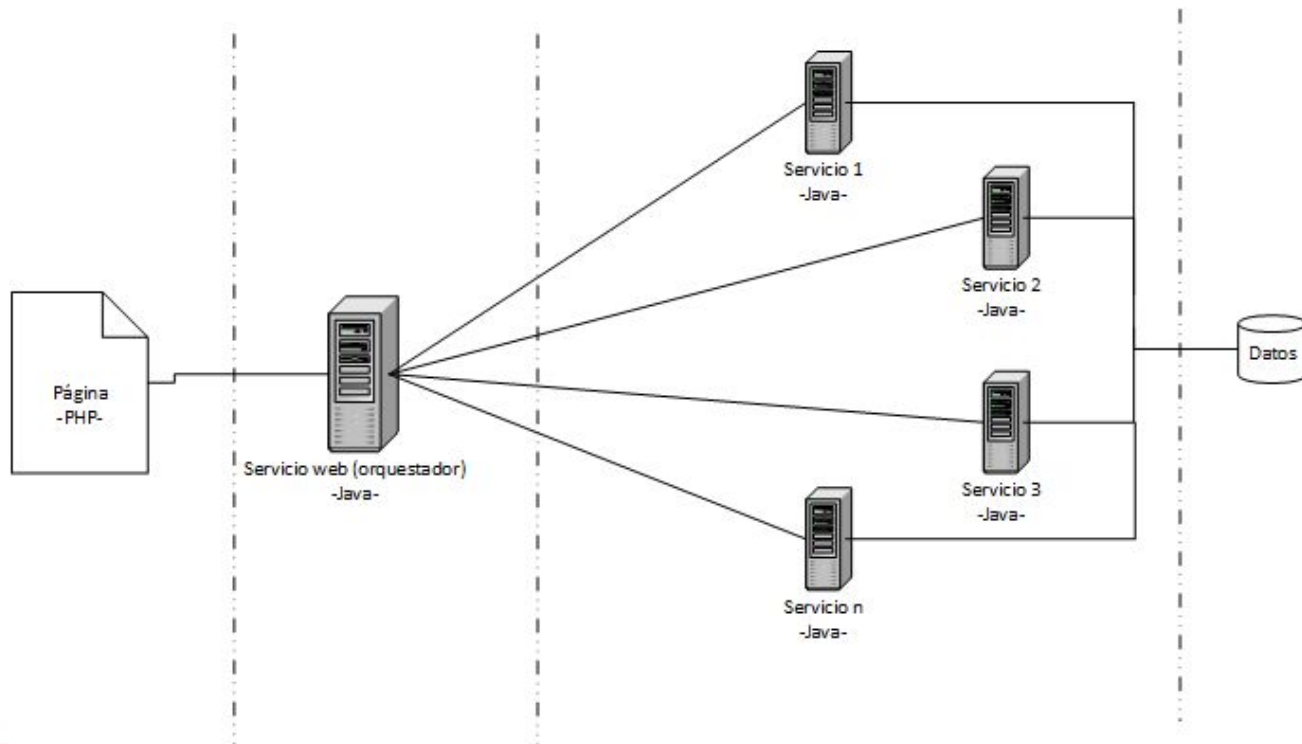 Página
-PHP-
Servicio web (orquestador)
-Java-
Servicio 1
-Java-
Servicio 2
-Java-
Servicio 3
-Java-
Servicio n
-Java-
Datos